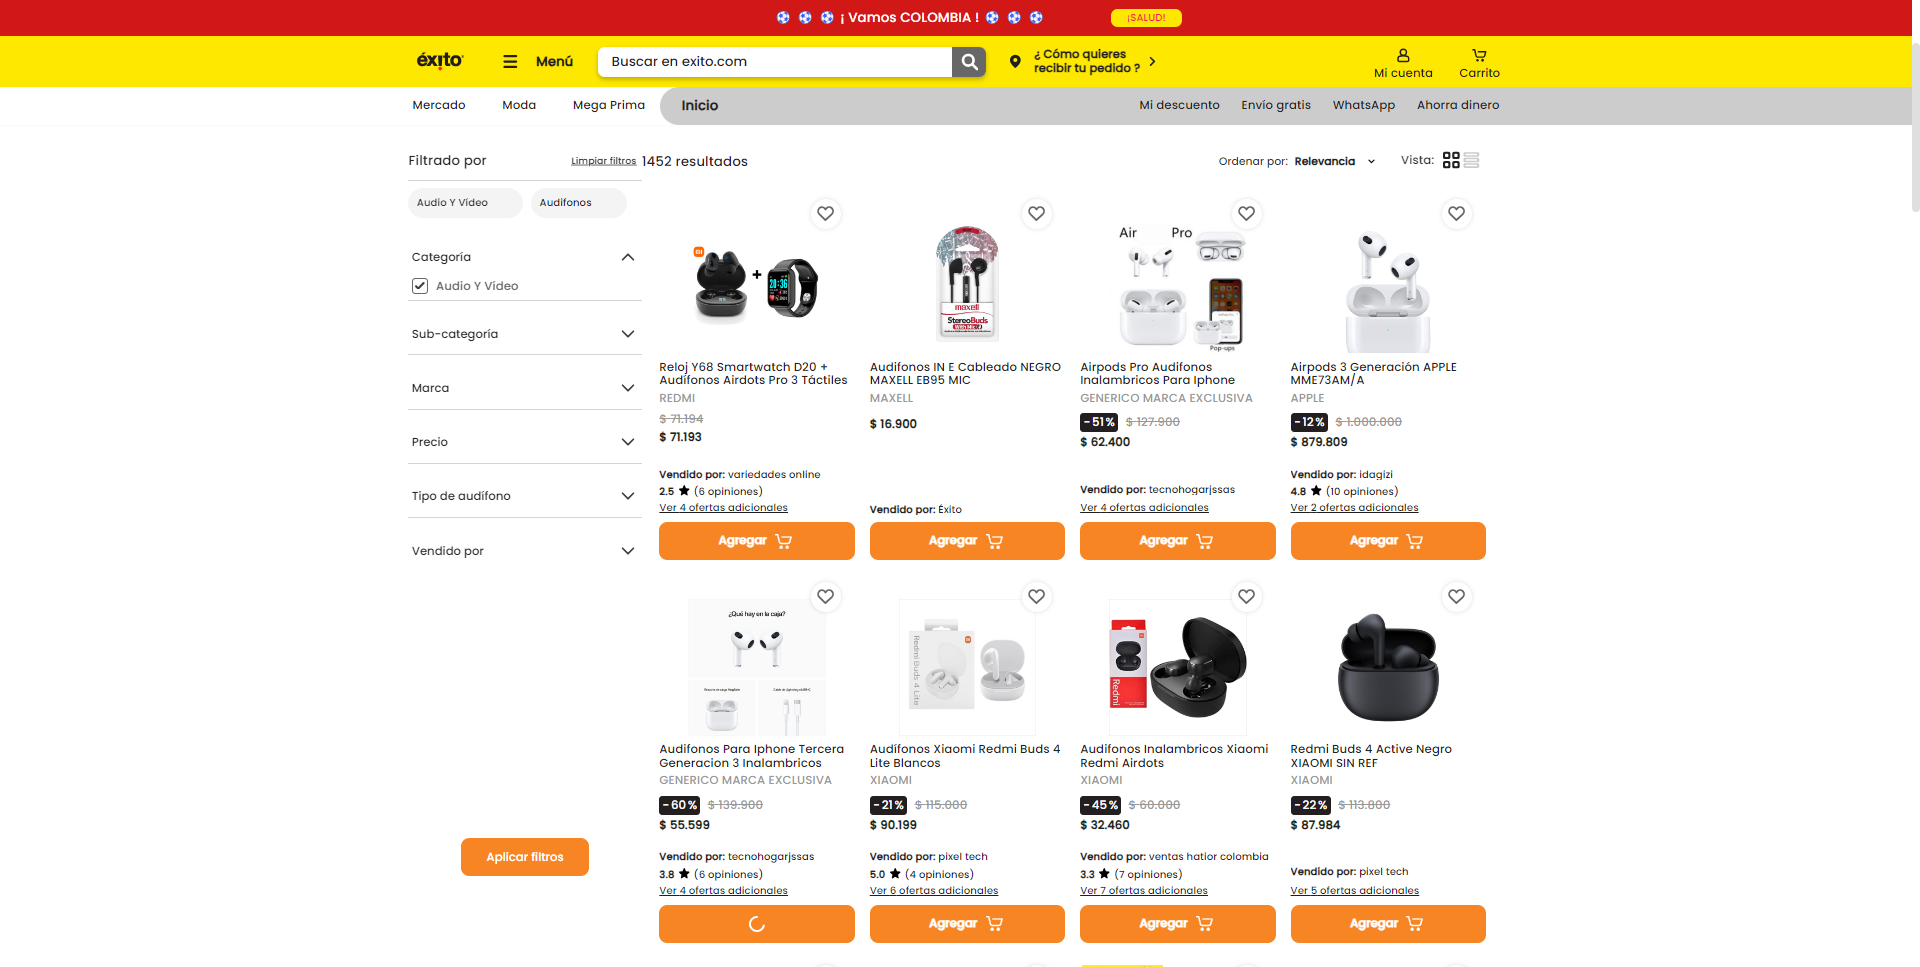 ¡ Vamos COLOMBIA !
¡SALUD!
éxito
Menú
Buscar en exito.com
¿ Cómo quieres
recibir tu pedido ?
Mi cuenta
Carrito
Mercado
Moda
Mega Prima
Inicio
Mi descuento
Envío gratis
WhatsApp
Ahorra dinero
Filtrado por
Limpiar filtros
1452 resultados
Ordenar por: Relevancia
Vista:
Audio Y Vídeo
Audifonos
Categoría
Audio Y Vídeo
Sub-categoría
Marca
Precio
Tipo de audífono
Vendido por
Aplicar filtros
Reloj Y68 Smartwatch D20 +
Audífonos Airdots Pro 3 Táctiles
REDMI
$ 71.194
$ 71.193
Vendido por: variedades online
2.5 ★ (6 opiniones)
Ver 4 ofertas adicionales
Agregar
maxell
StereoBuds
Audifonos IN E Cableado NEGRO
MAXELL EB95 MIC
MAXELL
$ 16.900
Vendido por: Éxito
Agregar
Air Pro
Pop-ups
Airpods Pro Audifonos
Inalambricos Para Iphone
GENERICO MARCA EXCLUSIVA
-51% $ 127.900
$ 62.400
Vendido por: tecnohogarjssas
Ver 4 ofertas adicionales
Agregar
Airpods 3 Generación APPLE
MME73AM/A
APPLE
-12% $ 1.000.000
$ 879.809
Vendido por: idagizi
4.8 ★ (10 opiniones)
Ver 2 ofertas adicionales
Agregar
¿Qué hay en la caja?
Audifonos Para Iphone Tercera
Generacion 3 Inalambricos
GENERICO MARCA EXCLUSIVA
-60% $ 139.900
$ 55.599
Vendido por: tecnohogarjssas
3.8 ★ (6 opiniones)
Ver 4 ofertas adicionales
Redmi Buds 4 Lite
Audífonos Xiaomi Redmi Buds 4
Lite Blancos
XIAOMI
-21% $ 115.000
$ 90.199
Vendido por: pixel tech
5.0 ★ (4 opiniones)
Ver 6 ofertas adicionales
Agregar
Redmi
Audifonos Inalambricos Xiaomi
Redmi Airdots
XIAOMI
-45% $ 60.000
$ 32.460
Vendido por: ventas hatior colombia
3.3 ★ (7 opiniones)
Ver 7 ofertas adicionales
Agregar
Redmi Buds 4 Active Negro
XIAOMI SIN REF
XIAOMI
-22% $ 113.800
$ 87.984
Vendido por: pixel tech
Ver 5 ofertas adicionales
Agregar